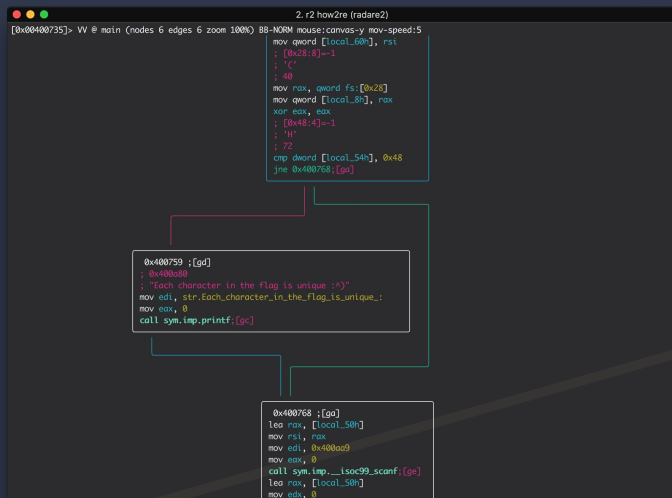 2. r2 how2re (radare2)
[0x00400735]> VV @ main (nodes 6 edges 6 zoom 100%) BB-NORM mouse:canvas-y mov-speed:5
mov qword [local_60h], rsi
; [0x28:8]=-1
; '('
; 40
mov rax, qword fs:[0x28]
mov qword [local_8h], rax
xor eax, eax
; [0x48:4]=-1
; 'H'
; 72
cmp dword [local_54h], 0x48
jne 0x400768;[ga]
0x400759 ;[gd]
; 0x400a80
; "Each character in the flag is unique :^)"
mov edi, str.Each_character_in_the_flag_is_unique_:
mov eax, 0
call sym.imp.printf;[gc]
0x400768 ;[ga]
lea rax, [local_50h]
mov rsi, rax
mov edi, 0x400aa9
mov eax, 0
call sym.imp.__isoc99_scanf;[ge]
lea rax, [local_50h]
mov edx, 0